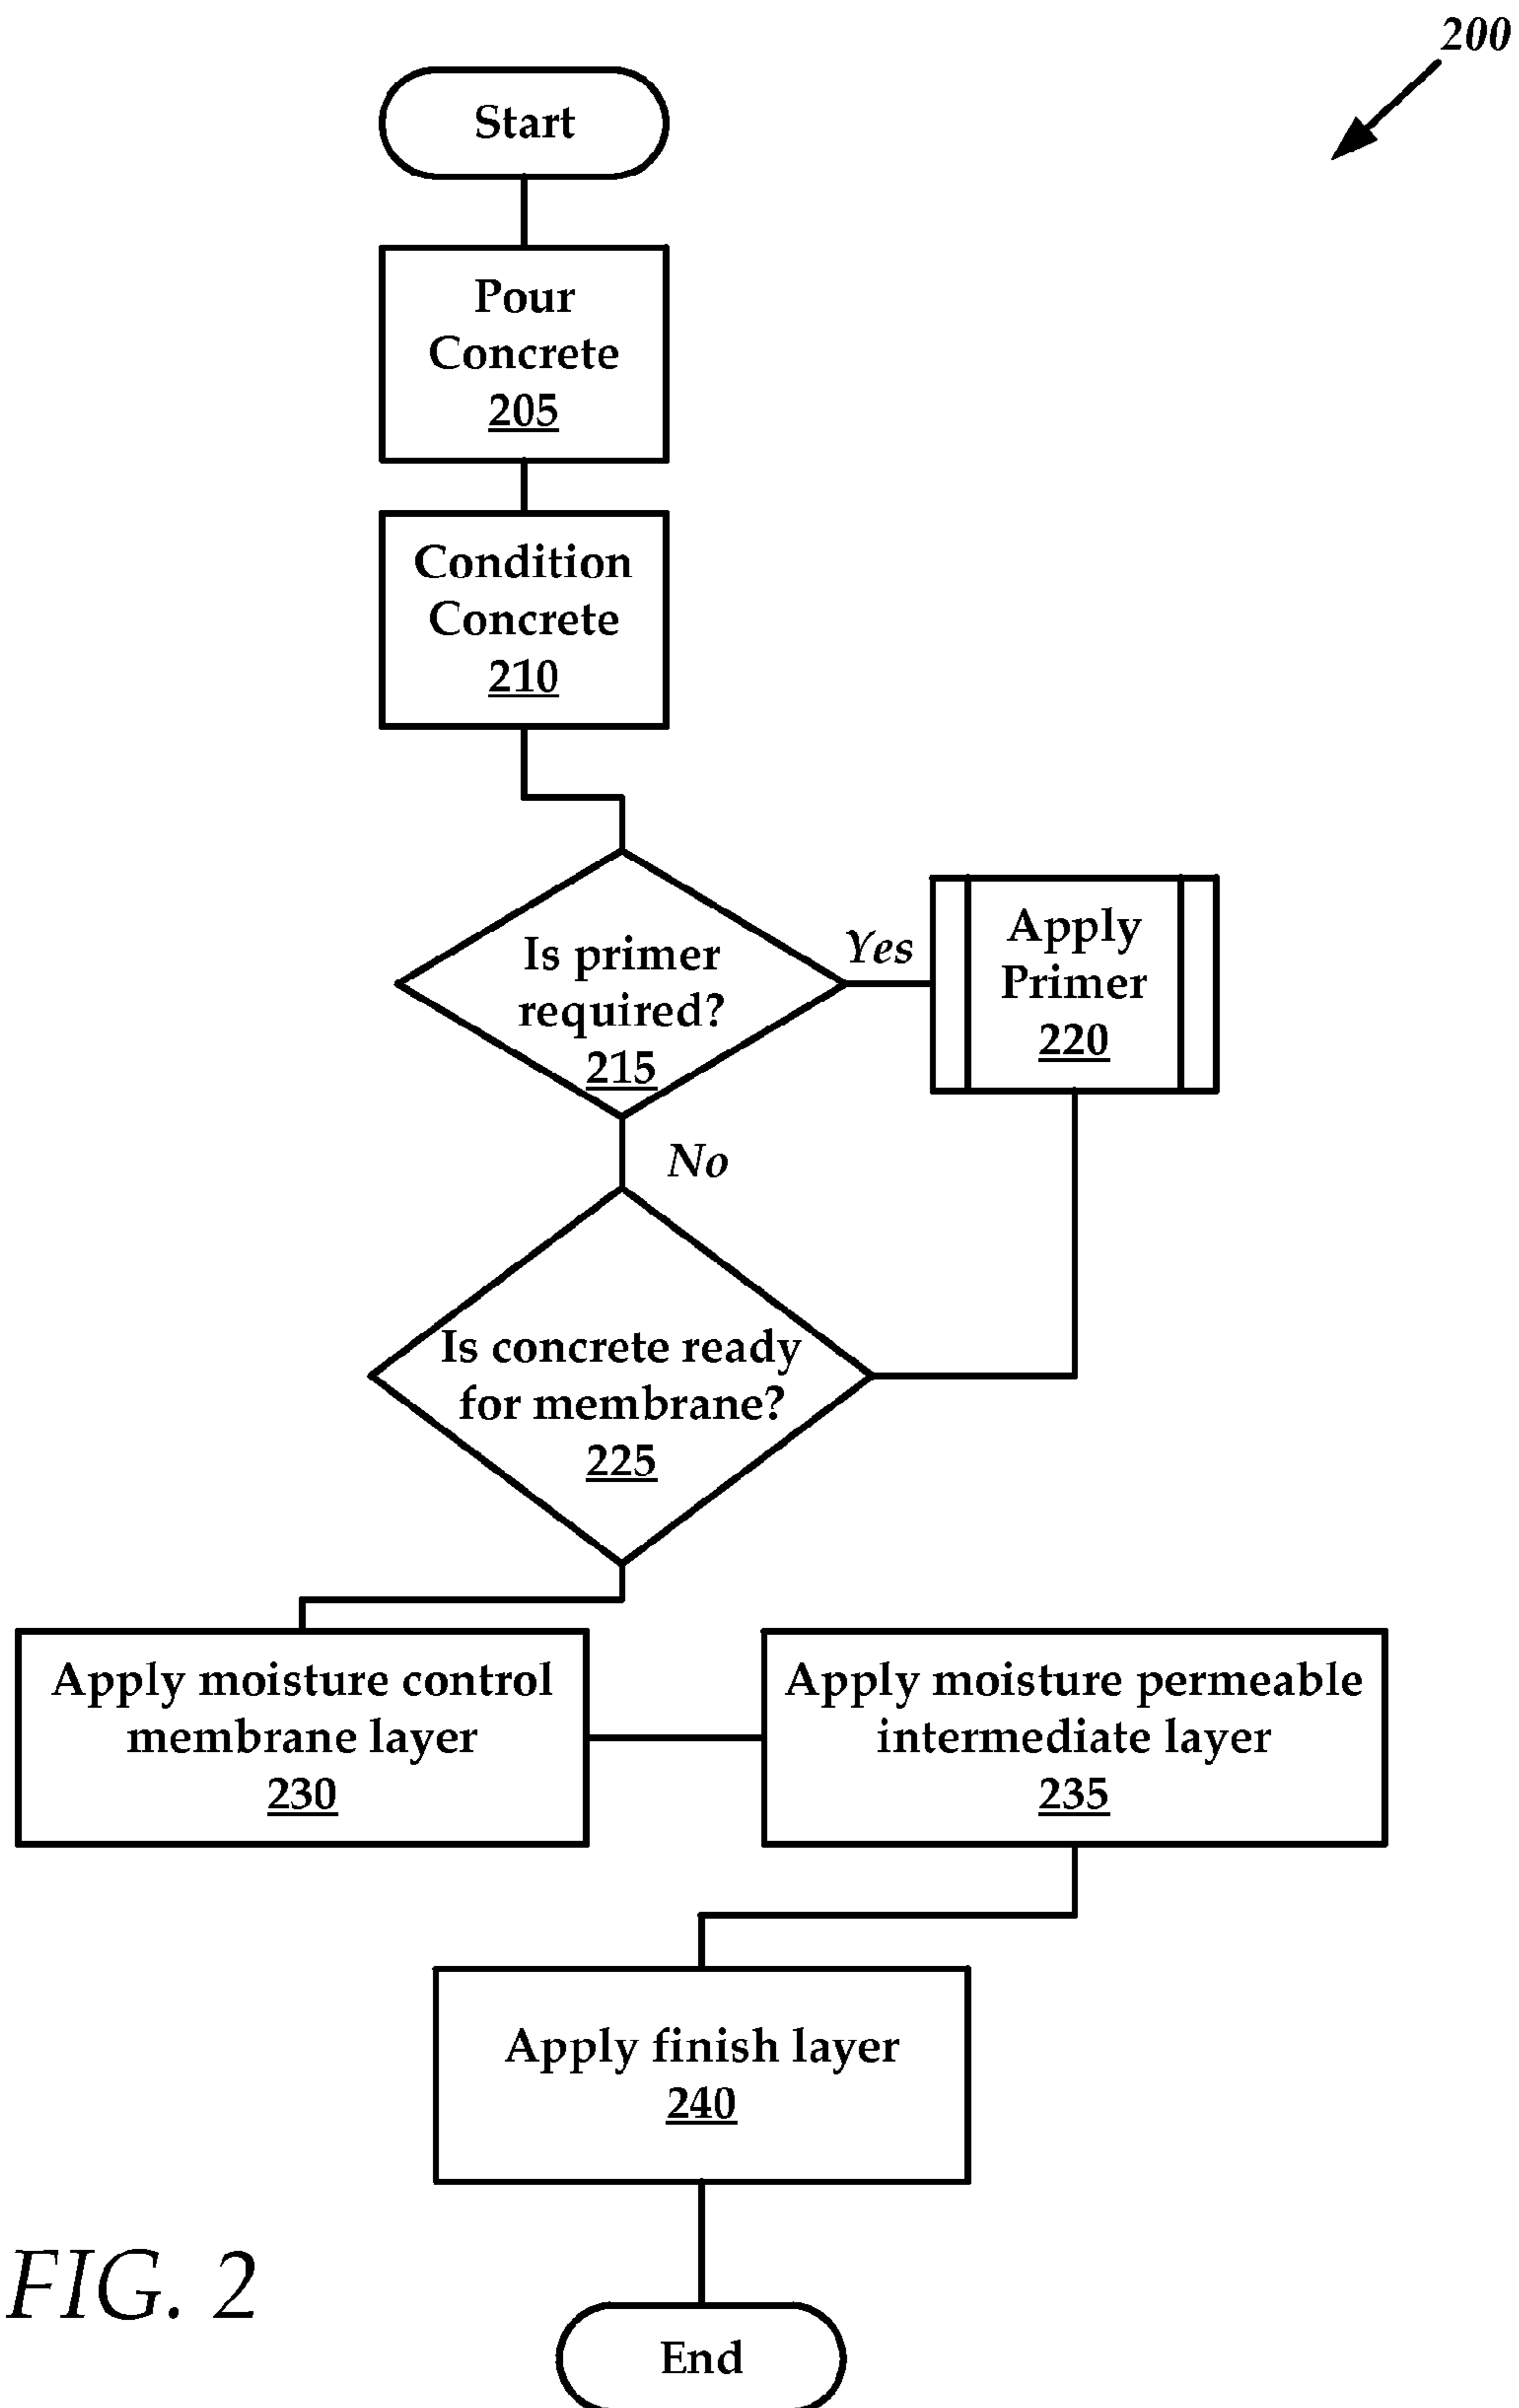 200
Start
Pour
Concrete
205
Condition
Concrete
210
Is primer
required?
215
Yes
Apply
Primer
220
No
Is concrete ready
for membrane?
225
Apply moisture control
membrane layer
230
Apply moisture permeable
intermediate layer
235
Apply finish layer
240
FIG. 2
End